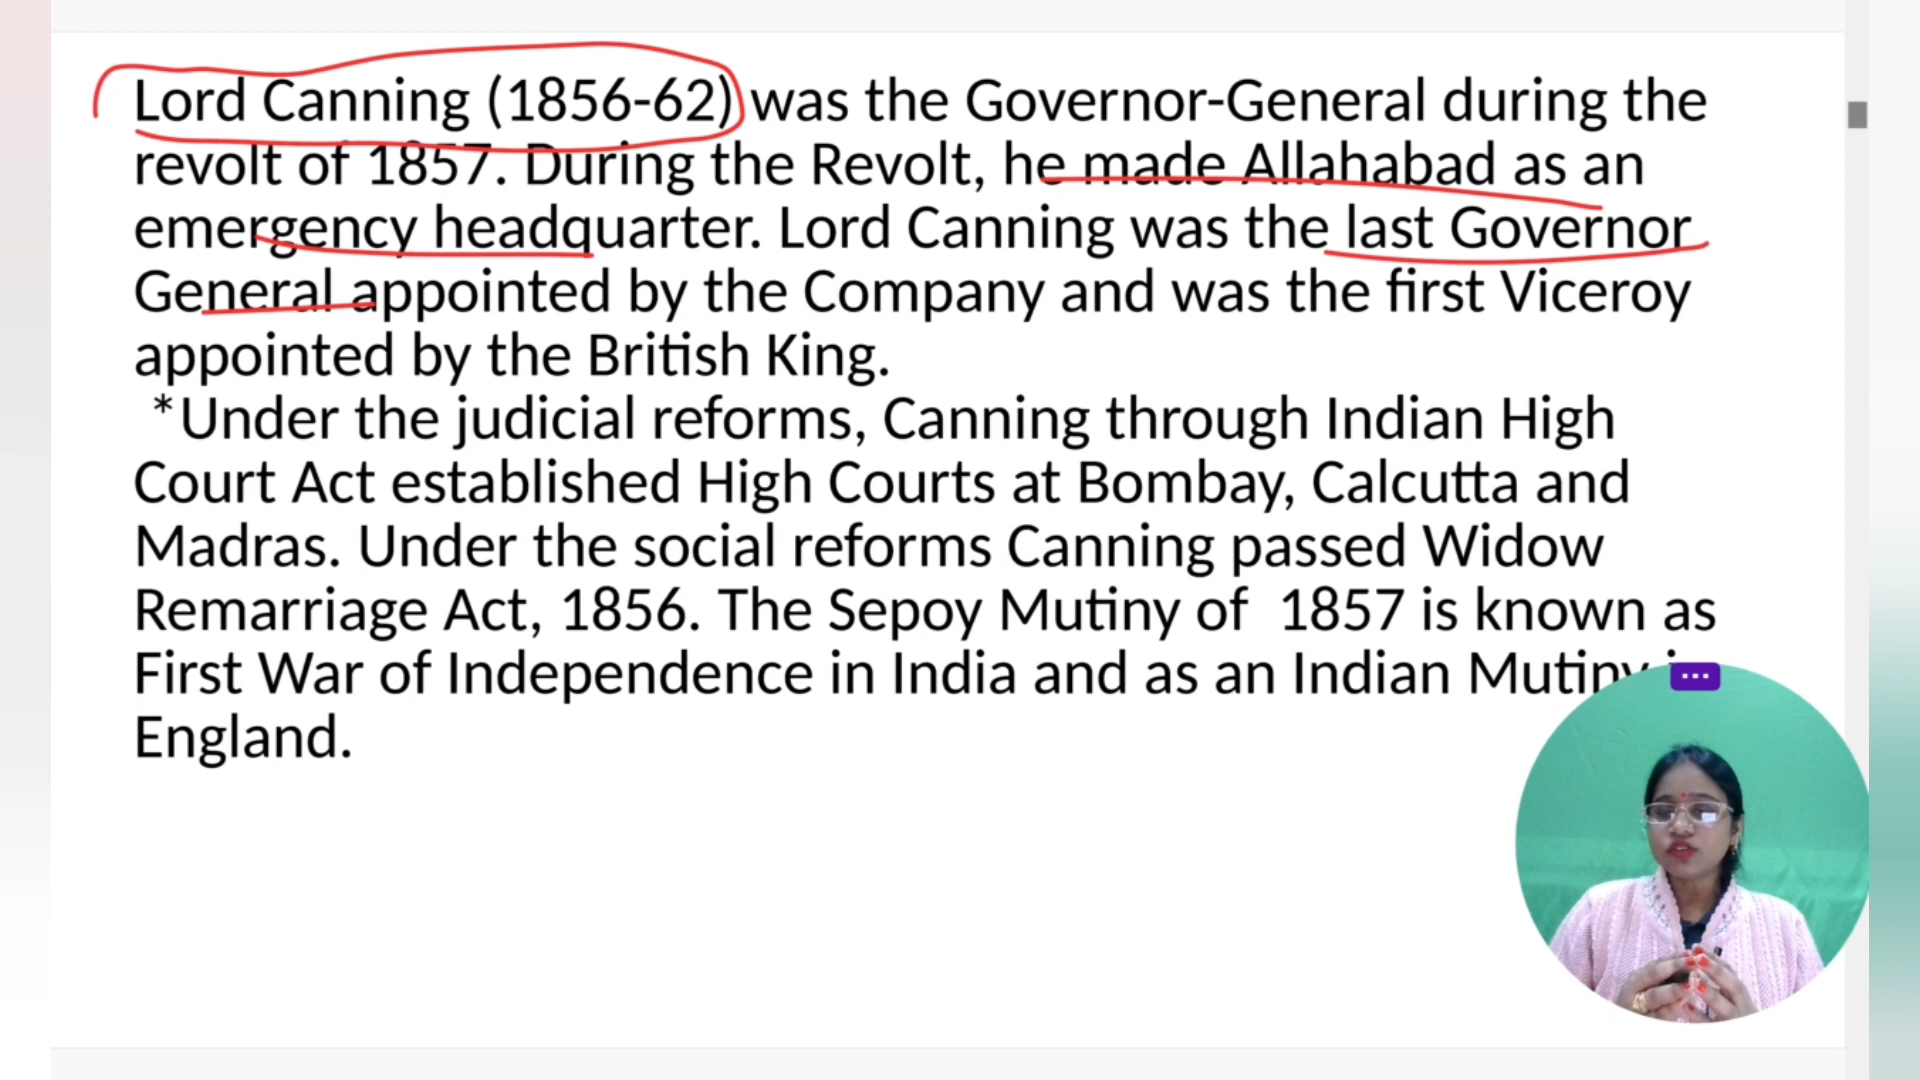 Lord Canning (1856-62) was the Governor-General during the
revolt of 1857. During the Revolt, he made Allahabad as an
emergency headquarter. Lord Canning was the last Governor
General appointed by the Company and was the first Viceroy
appointed by the British King.
*Under the judicial reforms, Canning through Indian High
Court Act established High Courts at Bombay, Calcutta and
Madras. Under the social reforms Canning passed Widow
Remarriage Act, 1856. The Sepoy Mutiny of 1857 is known as
First War of Independence in India and as an Indian Mutiny
England.